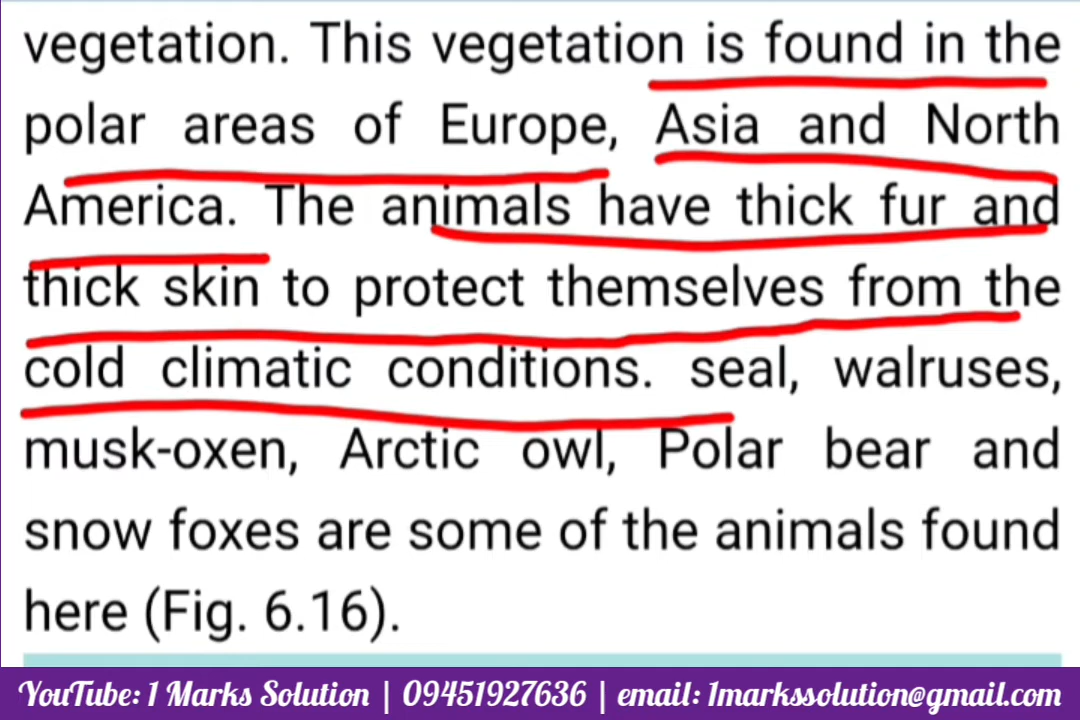 vegetation. This vegetation is found in the
polar areas of Europe, Asia and North
America. The animals have thick fur and
thick skin to protect themselves from the
cold climatic conditions. seal, walruses,
musk-oxen, Arctic owl, Polar bear and
snow foxes are some of the animals found
here (Fig. 6.16).
YouTube: 1 Marks Solution | 09451927636 | email: 1markssolution@gmail.com